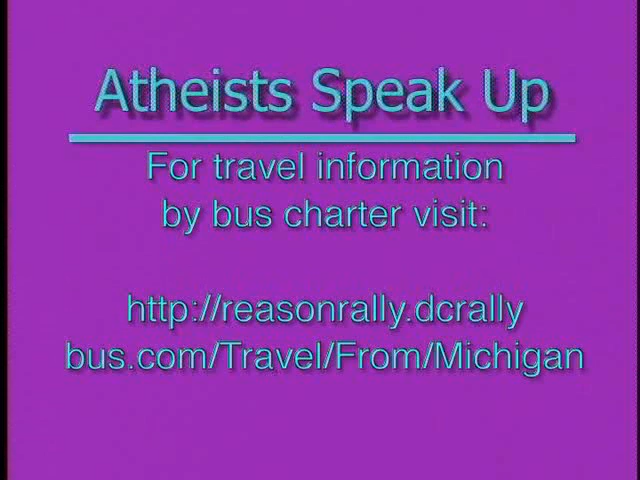 Atheists Speak Up
For travel information
by bus charter visit:
http://reasonrally.dcrally
bus.com/Travel/From/Michigan